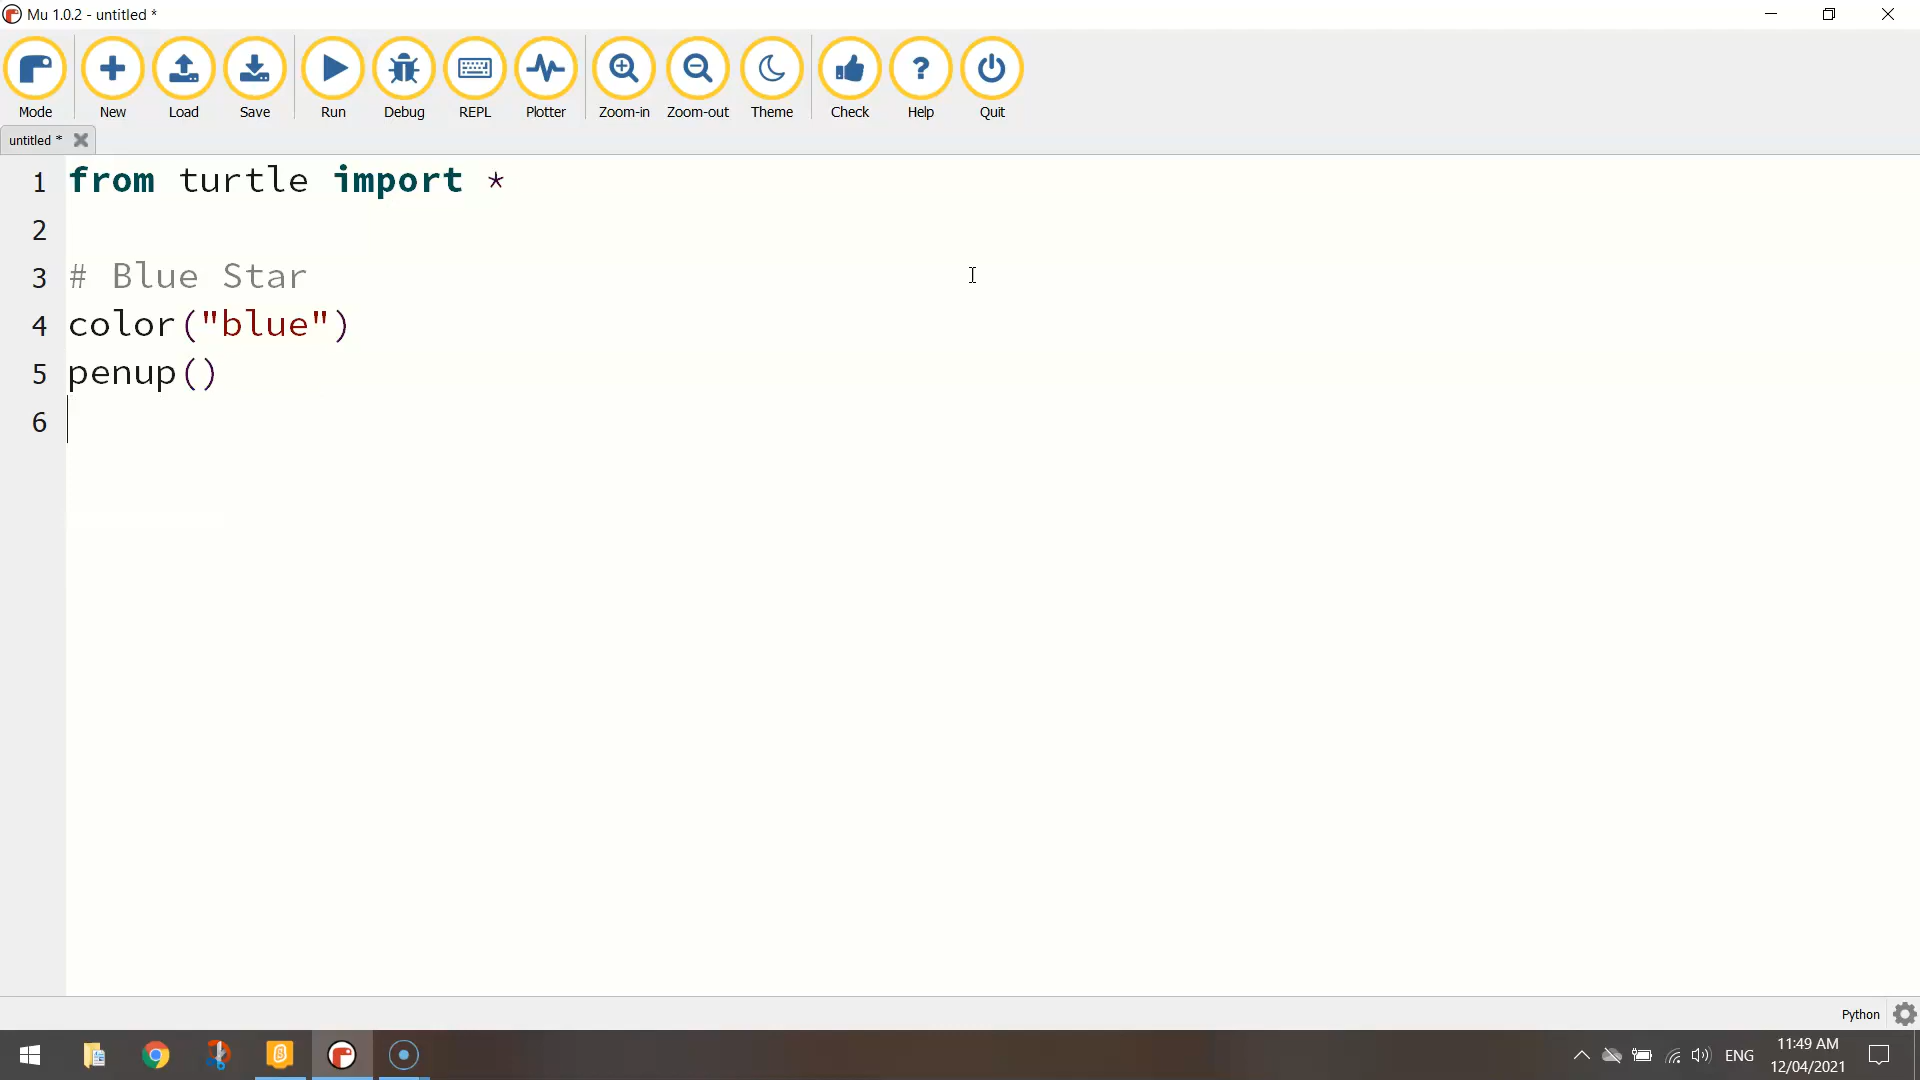 Mu 1.0.2 - untitled *
Mode New Load Save Run Debug REPL Plotter Zoom-in Zoom-out Theme Check Help Quit
untitled *
1 from turtle import *
2
3 # Blue Star
4 color("blue")
5 penup()
6
Python
ENG
11:49 AM
12/04/2021